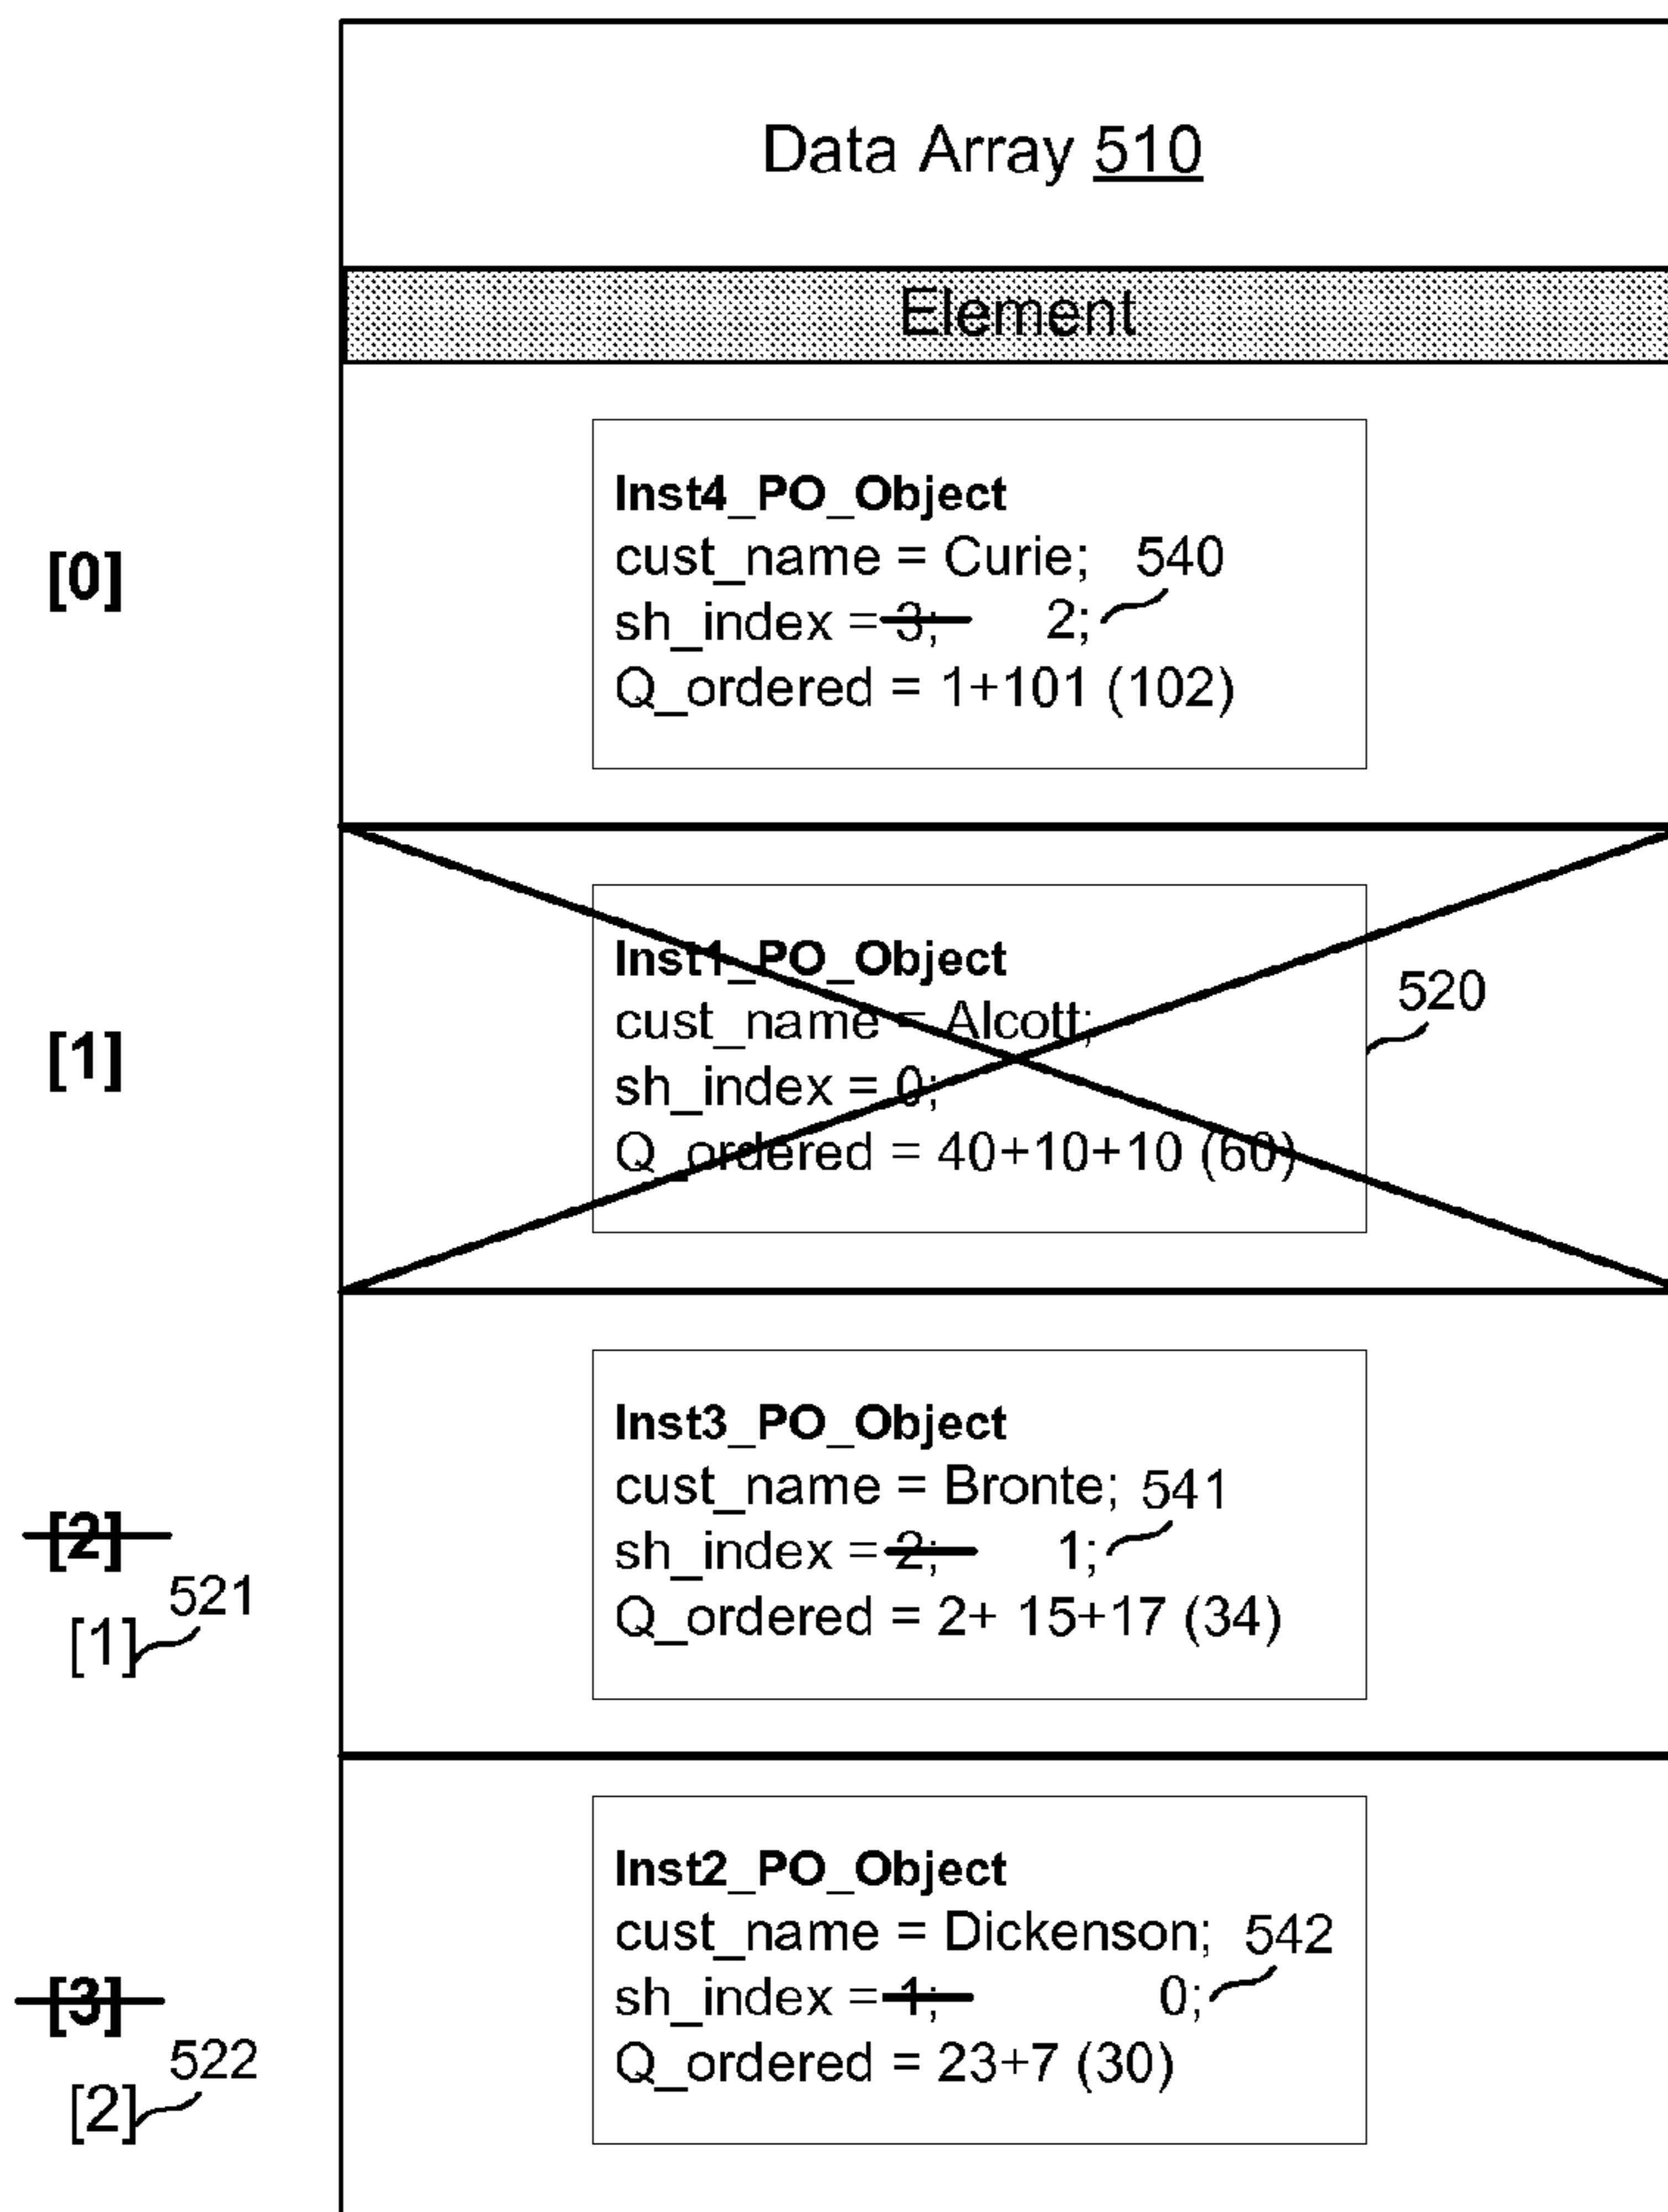 Data Array 510
Element
[0]
Inst4_PO_Object
cust_name = Curie; 540
sh_index = 3; 2;
Q_ordered = 1+101 (102)
[1]
Inst1_PO_Object
520
cust_name = Alcott;
sh_index = 0;
Q_ordered = 40+10+10 (60)
[2]
521
[1]
Inst3_PO_Object
cust_name = Bronte; 541
sh_index = 2; 1;
Q_ordered = 2+ 15+17 (34)
[3]
522
[2]
Inst2_PO_Object
cust_name = Dickenson; 542
sh_index = 1; 0;
Q_ordered = 23+7 (30)